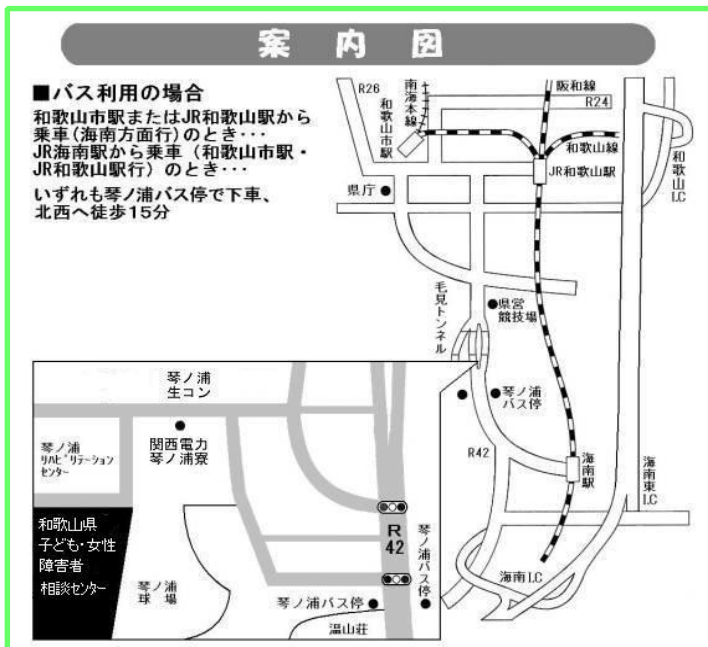 案内図
■バス利用の場合
和歌山市駅またはJR和歌山駅から
乗車(海南方面行)のとき・・・
JR海南駅から乗車（和歌山市駅・
JR和歌山駅行）のとき・・・
いずれも琴ノ浦バス停で下車、
北西へ徒歩15分
R26
南海本線
和歌山市駅
阪和線
R24
和歌山線
JR和歌山駅
和歌山I.C
県庁
毛見トンネル
県営
競技場
琴ノ浦
バス停
R42
海南駅
海南東I.C
海南I.C
琴ノ浦
生コン
関西電力
琴ノ浦寮
琴ノ浦
ﾘﾊﾋﾞﾘテーション
センター
和歌山県
子ども・女性
障害者
相談センター
琴ノ浦
球場
R
42
琴ノ浦バス停
琴ノ浦バス停
温山荘